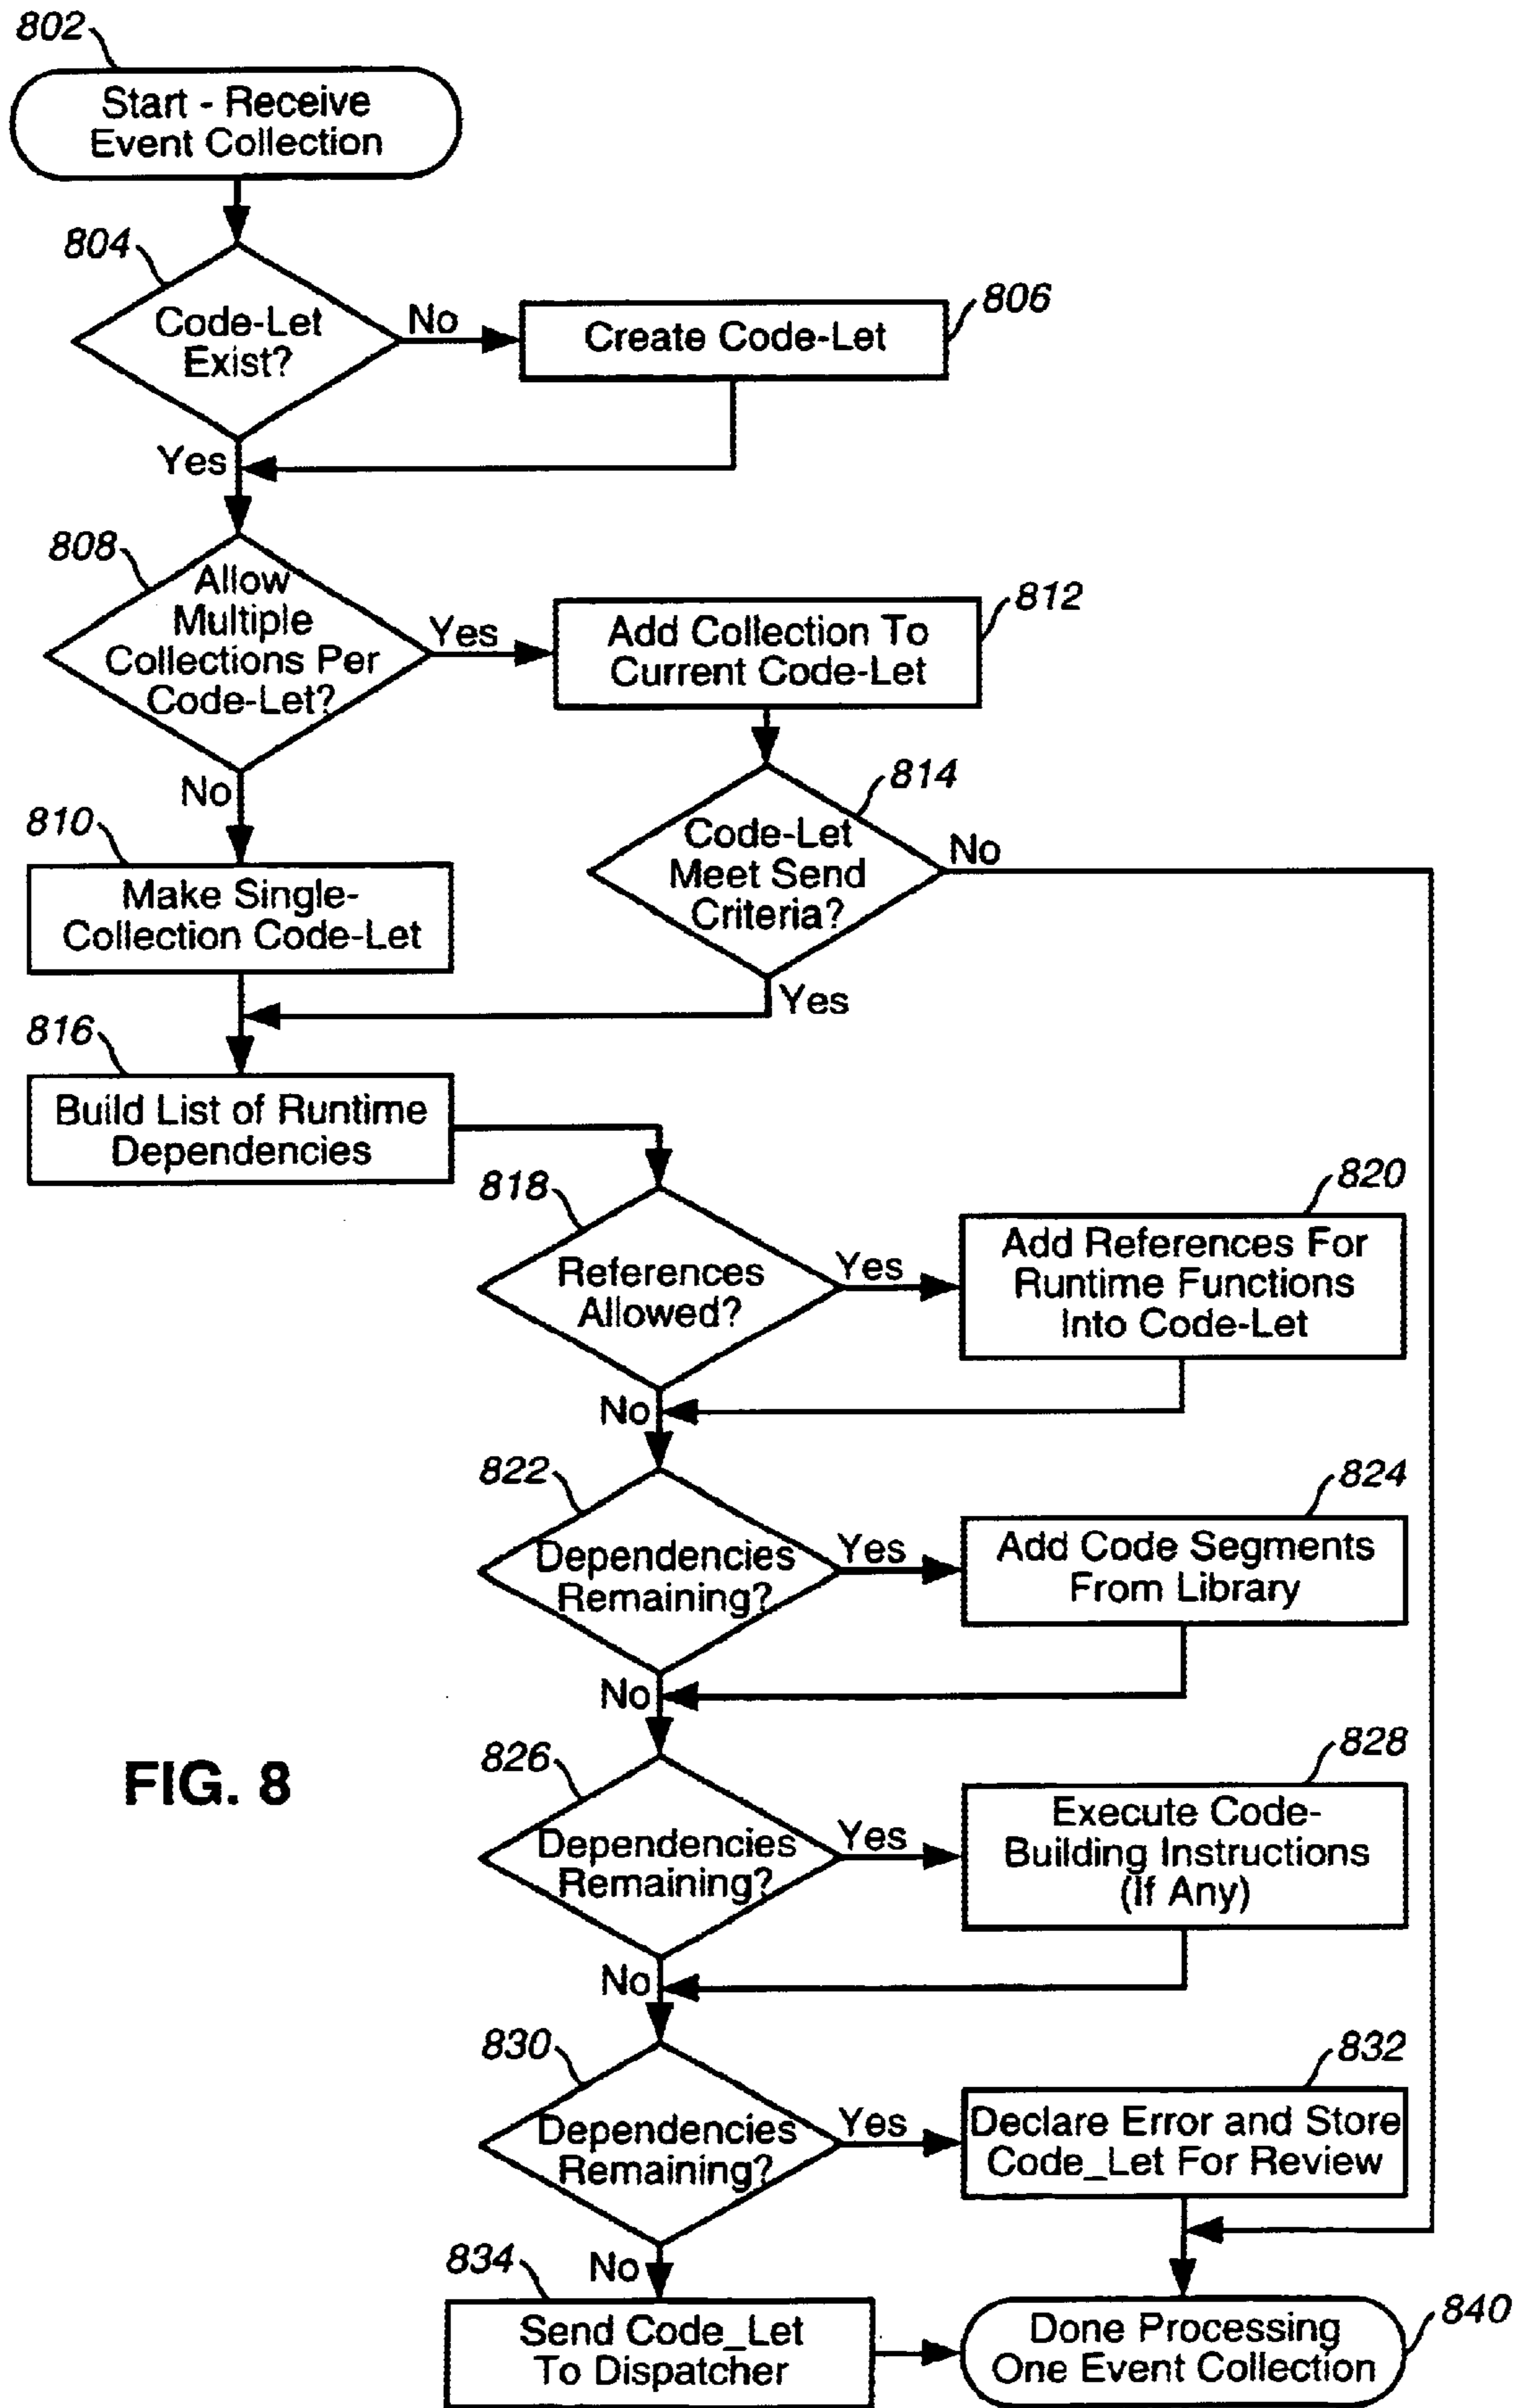 802
Start - Receive
Event Collection
804
Code-Let
Exist?
No
806
Create Code-Let
Yes
808
Allow
Multiple
Collections Per
Code-Let?
Yes
812
Add Collection To
Current Code-Let
No
814
Code-Let
Meet Send
Criteria?
No
Yes
810
Make Single-
Collection Code-Let
816
Build List of Runtime
Dependencies
818
References
Allowed?
Yes
820
Add References For
Runtime Functions
Into Code-Let
No
822
Dependencies
Remaining?
Yes
824
Add Code Segments
From Library
No
FIG. 8
826
Dependencies
Remaining?
Yes
828
Execute Code-
Building Instructions
(If Any)
No
830
Dependencies
Remaining?
Yes
832
Declare Error and Store
Code_Let For Review
No
834
Send Code_Let
To Dispatcher
Done Processing
One Event Collection
840